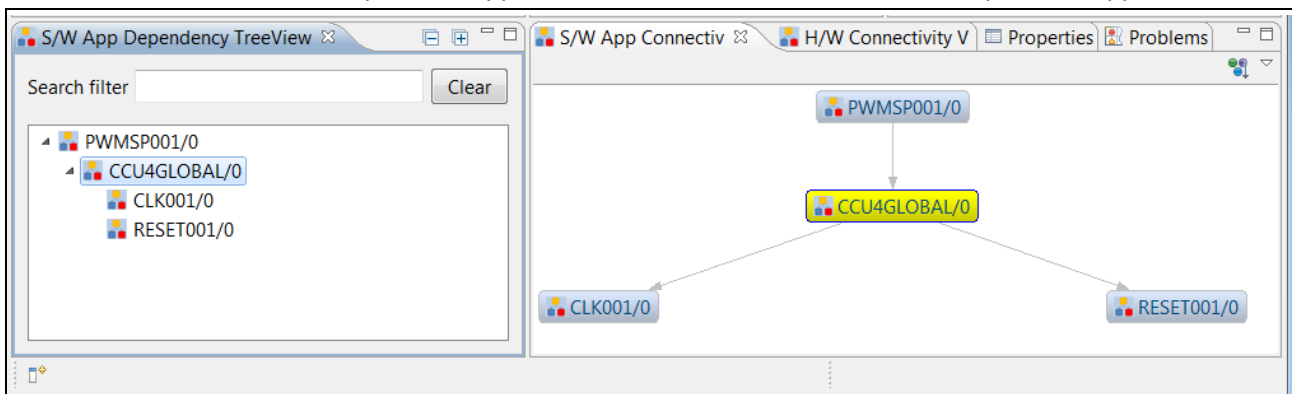 S/W App Dependency TreeView
S/W App Connectiv
H/W Connectivity V
Properties
Problems
Search filter
Clear
PWMSP001/0
CCU4GLOBAL/0
CLK001/0
RESET001/0
PWMSP001/0
CCU4GLOBAL/0
CLK001/0
RESET001/0